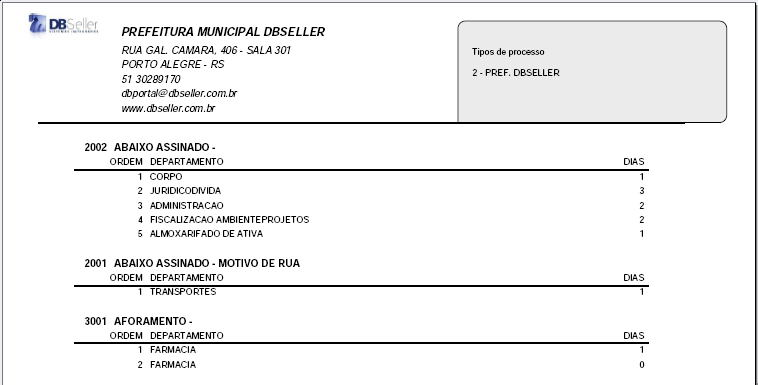 DBSeller
SISTEMAS INTEGRADOS
PREFEITURA MUNICIPAL DBSELLER
RUA GAL. CAMARA, 406 - SALA 301
PORTO ALEGRE - RS
51 30289170
dbportal@dbseller.com.br
www.dbseller.com.br
Tipos de processo
2 - PREF. DBSELLER
2002 ABAIXO ASSINADO -
ORDEM DEPARTAMENTO DIAS
1 CORPO 1
2 JURIDICODIVIDA 3
3 ADMINISTRACAO 2
4 FISCALIZACAO AMBIENTEPROJETOS 2
5 ALMOXARIFADO DE ATIVA 1
2001 ABAIXO ASSINADO - MOTIVO DE RUA
ORDEM DEPARTAMENTO DIAS
1 TRANSPORTES 1
3001 AFORAMENTO -
ORDEM DEPARTAMENTO DIAS
1 FARMACIA 1
2 FARMACIA 0